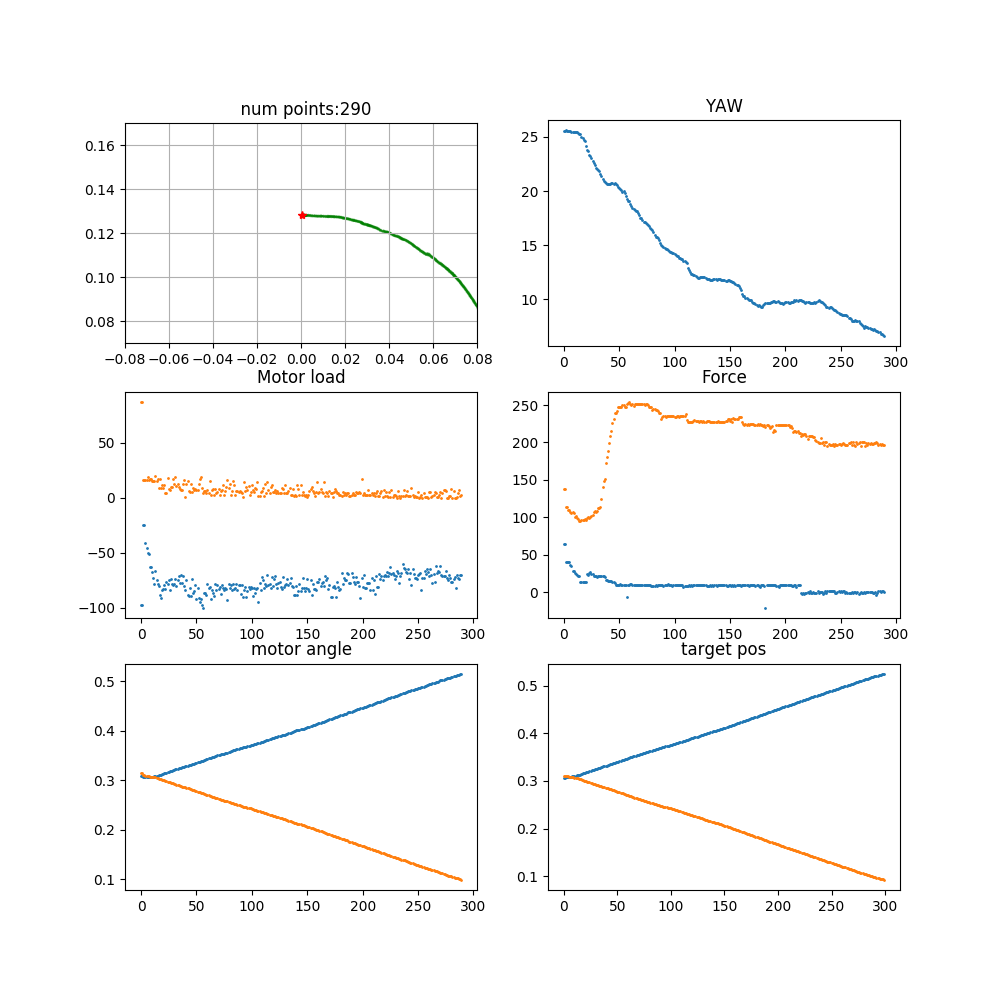 num points:290
YAW
0.16
0.14
0.12
0.10
0.08
−0.08 −0.06 −0.04 −0.02 0.00 0.02 0.04 0.06 0.08
25
20
15
10
0 50 100 150 200 250 300
Motor load
Force
50
0
−50
−100
0 50 100 150 200 250 300
250
200
150
100
50
0
0 50 100 150 200 250 300
motor angle
target pos
0.5
0.4
0.3
0.2
0.1
0 50 100 150 200 250 300
0.5
0.4
0.3
0.2
0.1
0 50 100 150 200 250 300